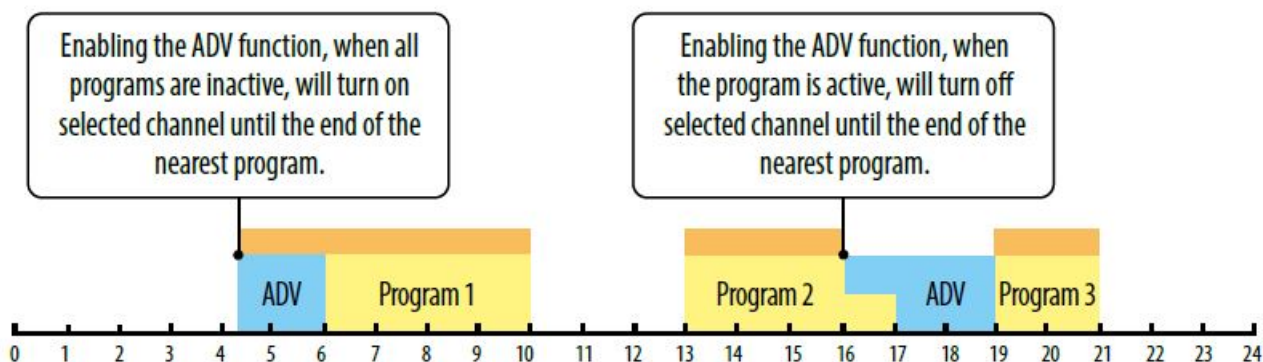 Enabling the ADV function, when all
programs are inactive, will turn on
selected channel until the end of the
nearest program.
Enabling the ADV function, when
the program is active, will turn off
selected channel until the end of the
nearest program.
ADV Program 1 Program 2 ADV Program 3
0 1 2 3 4 5 6 7 8 9 10 11 12 13 14 15 16 17 18 19 20 21 22 23 24